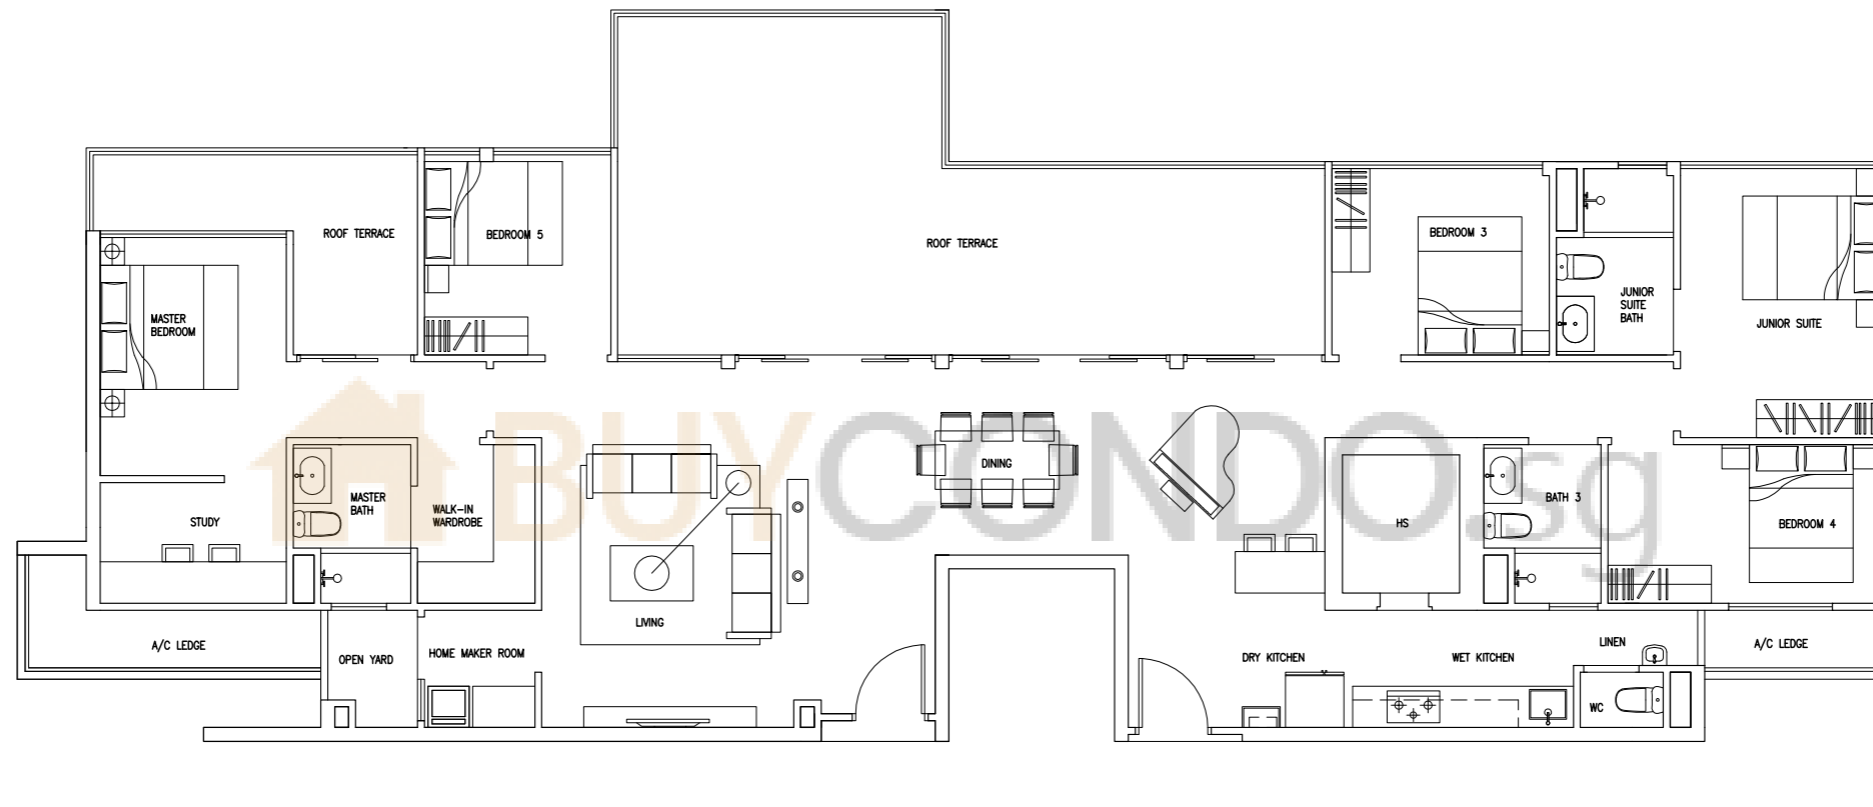 ROOF TERRACE
BEDROOM 5
ROOF TERRACE
BEDROOM 3
JUNIOR
SUITE
BATH
JUNIOR SUITE
MASTER
BEDROOM
BUYCONDO.sg
DINING
MASTER
BATH
WALK-IN
WARDROBE
STUDY
HS
BATH 3
BEDROOM 4
LIVING
A/C LEDGE
OPEN YARD
HOME MAKER ROOM
DRY KITCHEN
WET KITCHEN
LINEN
A/C LEDGE
WC